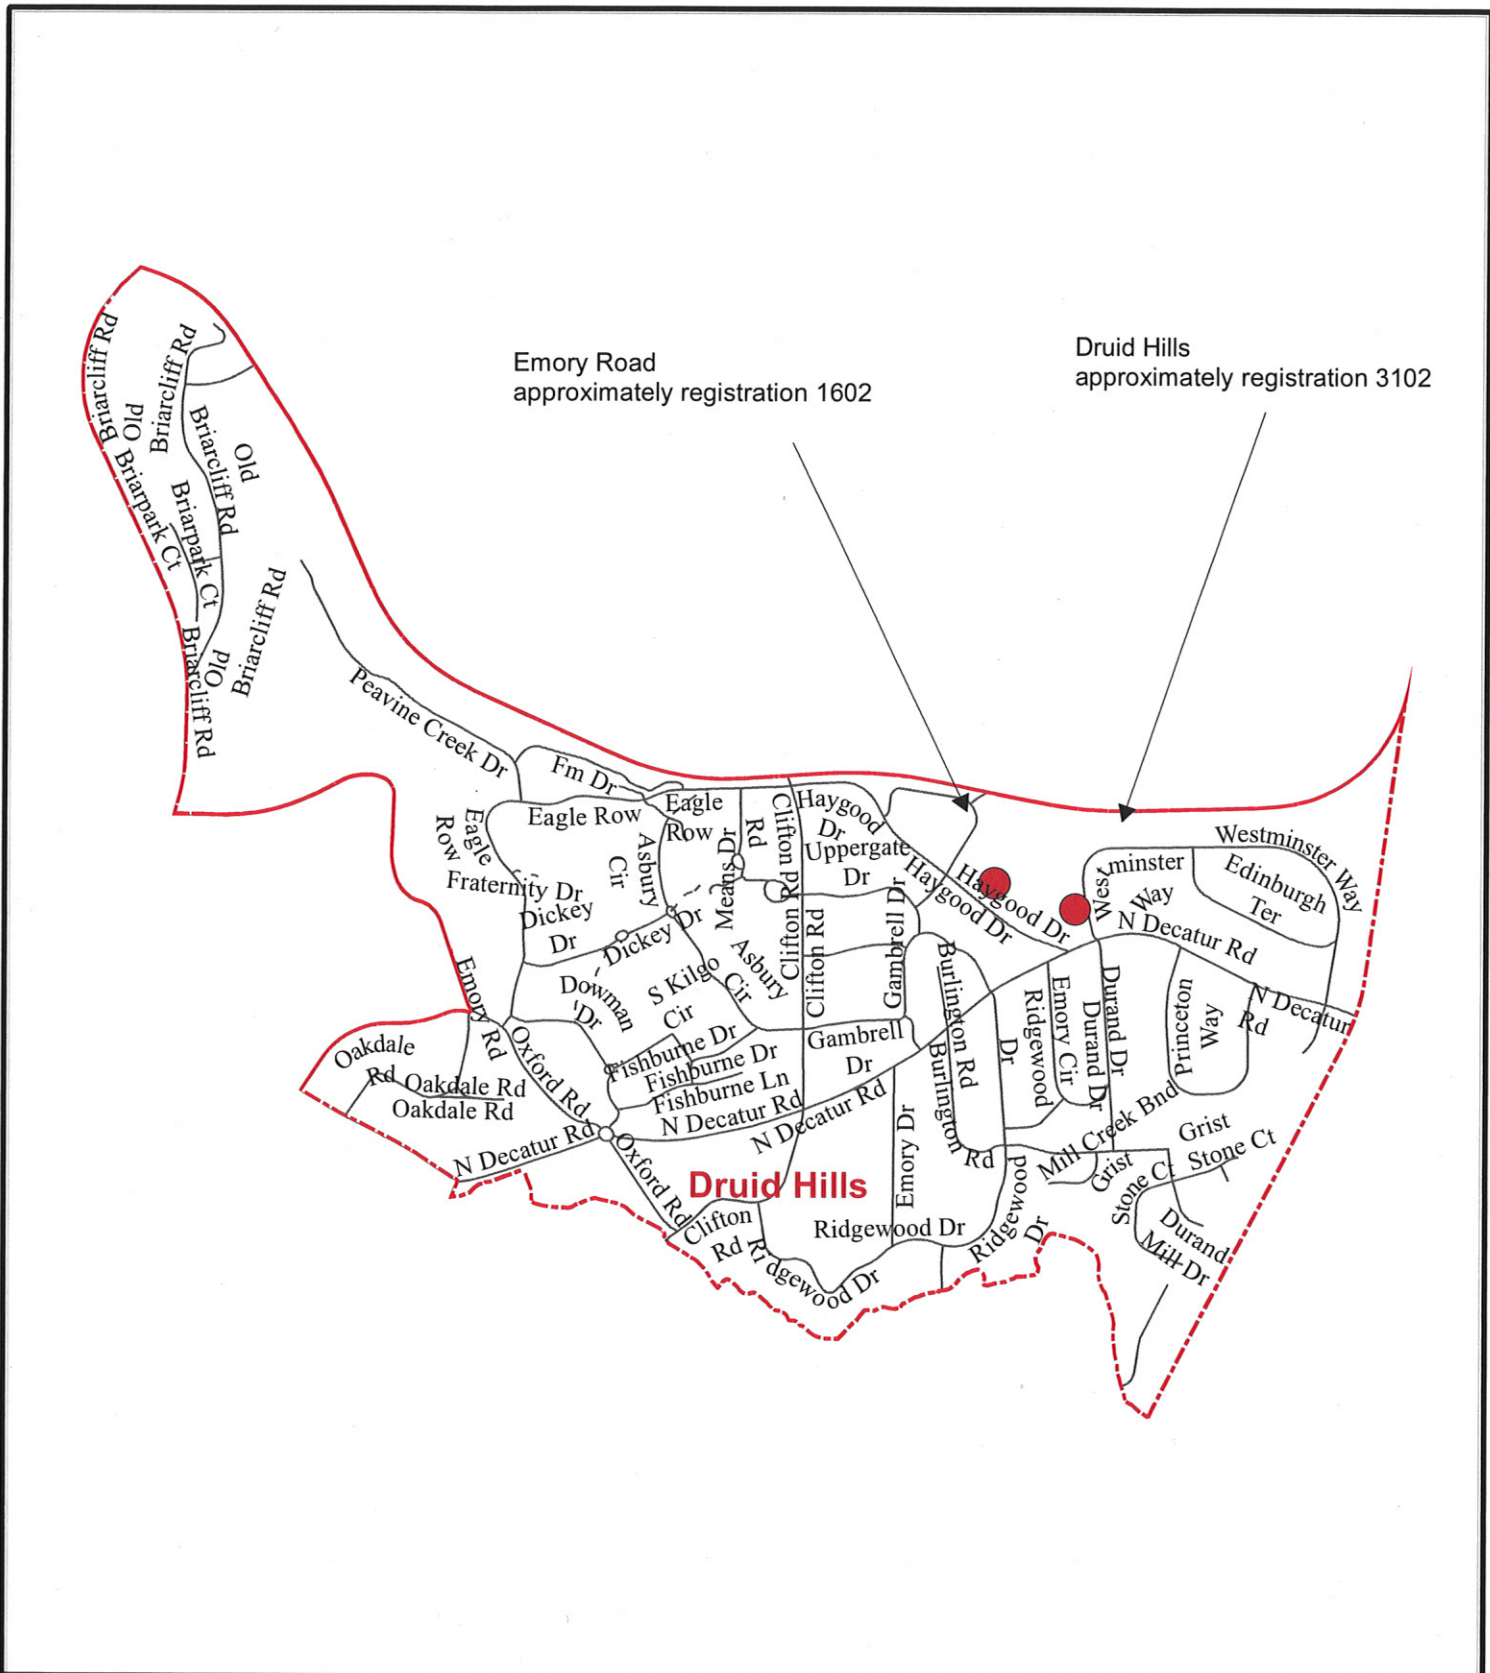 Emory Road
approximately registration 1602
Druid Hills
approximately registration 3102
Briarcliff Rd
Old
Briarcliff Rd
Old
Briarcliff Rd
Briarpark Ct
Briarpark Ct
Old
Briarcliff Rd
Briarcliff Rd
Peavine Creek Dr
Fm Dr
Eagle Row
Eagle
Row
Eagle
Row
Fraternity Dr
Asbury
Cir
Means Dr
Rd
Clifton Rd
Clifton Rd
Haygood
Dr
Uppergate
Dr
Haygood Dr
Haygood Dr
West
minster
Way
Westminster Way
Edinburgh
Ter
N Decatur Rd
N Decatur
Rd
Dickey
Dr
Dickey Dr
Dowman
Dr
S Kilgo
Cir
Asbury
Cir
Clifton Rd
Gambrell Dr
Gambrell
Dr
Burlington Rd
Burlington
Rd
Ridgewood
Dr
Emory Cir
Durand Dr
Durand Dr
Princeton
Way
Emory Rd
Oxford Rd
Oakdale
Rd
Oakdale Rd
Oakdale Rd
Fishburne Dr
Fishburne Dr
Fishburne Ln
N Decatur Rd
N Decatur Rd
N Decatur Rd
Oxford Rd
Druid Hills
Clifton
Rd
Ridgewood Dr
Ridgewood Dr
Emory Dr
Ridgewood
Dr
Mill Creek Bnd
Grist
Stone Ct
Grist
Stone Ct
Durand
Mill Dr